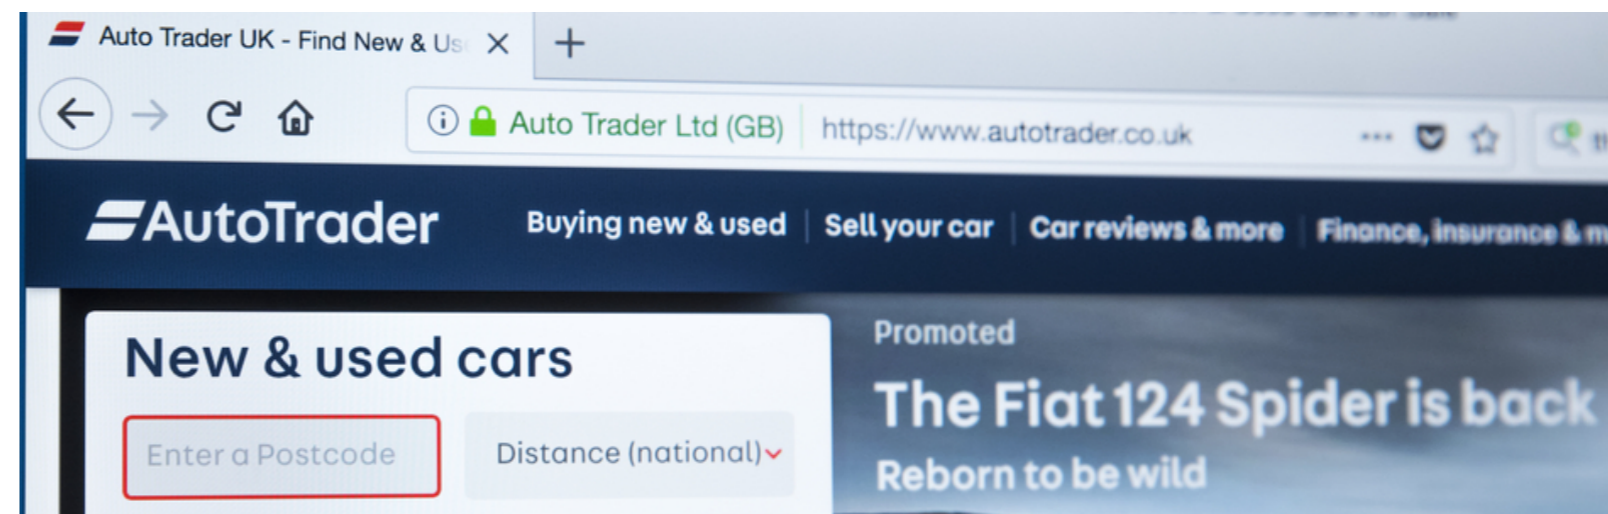 Auto Trader UK - Find New & Us
Auto Trader Ltd (GB) https://www.autotrader.co.uk
AutoTrader Buying new & used Sell your car Car reviews & more Finance, insurance &
New & used cars
Enter a Postcode Distance (national)
Promoted
The Fiat 124 Spider is back
Reborn to be wild